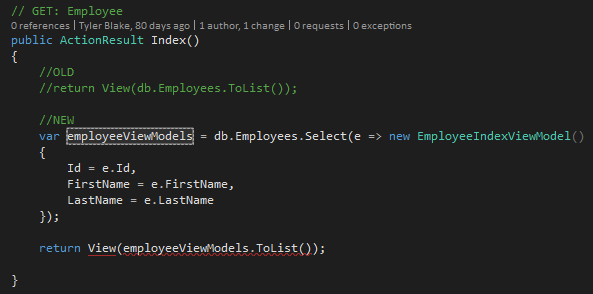 // GET: Employee
0 references | Tyler Blake, 80 days ago | 1 author, 1 change | 0 requests | 0 exceptions
public ActionResult Index()
{
    //OLD
    //return View(db.Employees.ToList());

    //NEW
    var employeeViewModels = db.Employees.Select(e => new EmployeeIndexViewModel()
    {
        Id = e.Id,
        FirstName = e.FirstName,
        LastName = e.LastName
    });

    return View(employeeViewModels.ToList());

}